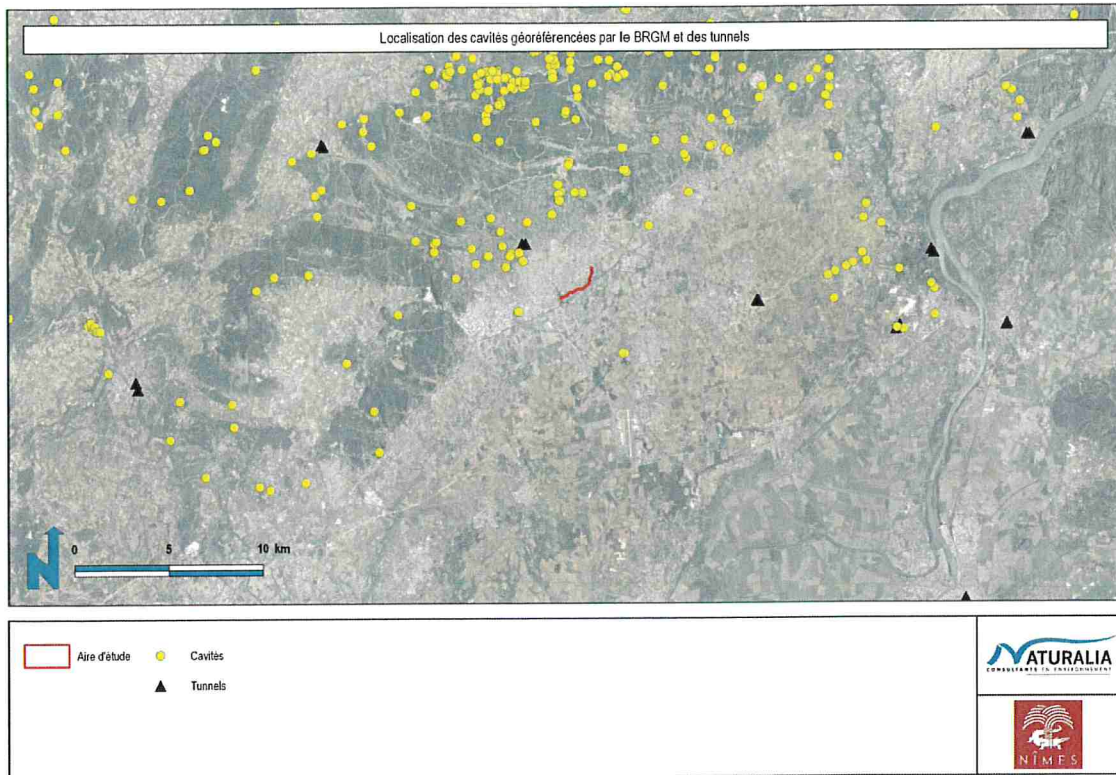 Localisation des cavités géoréférencées par le BRGM et des tunnels
N
0 5 10 km
Aire d'étude
Cavités
Tunnels
NATURALIA
CONSULTANTS EN ENVIRONNEMENT
NÎMES